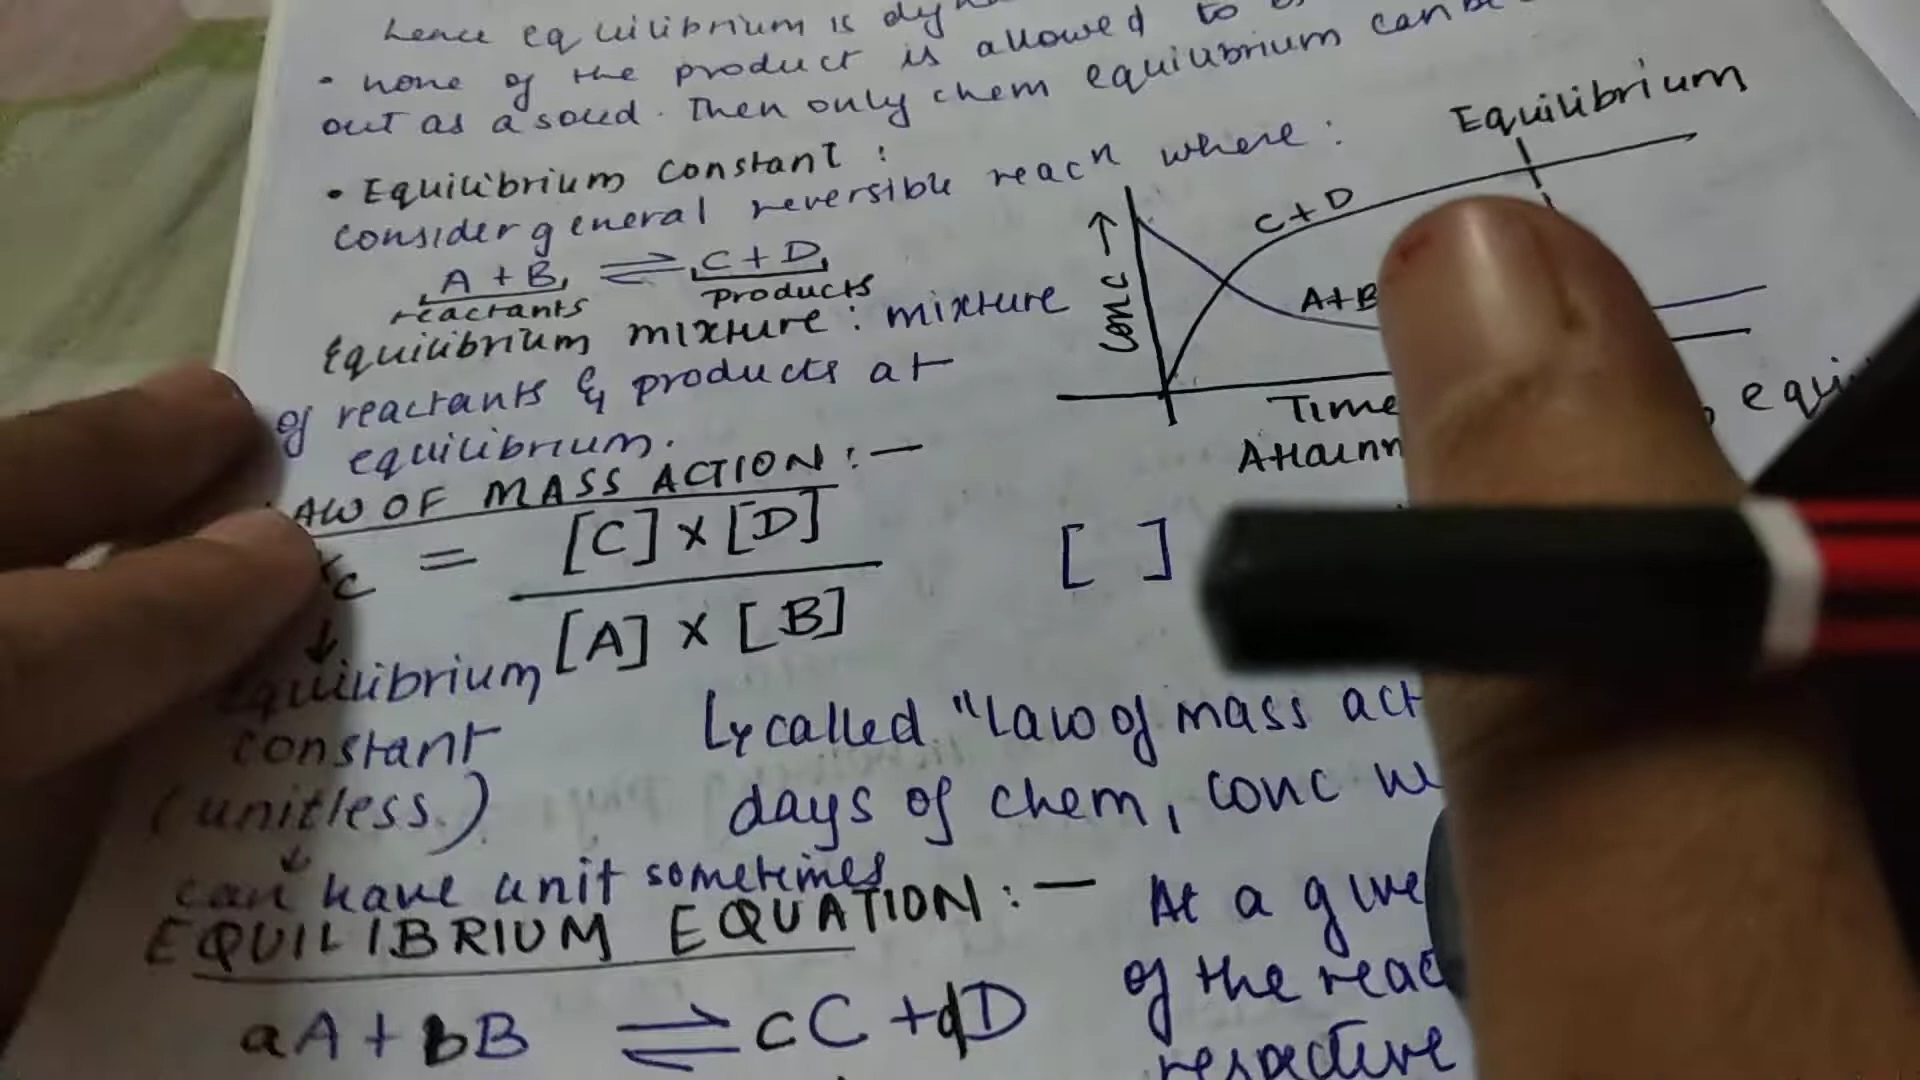 hence equilibrium is
• none of the product is allowed to
out as a solid. Then only chem equilibrium can be
• Equilibrium constant :
consider general reversible reacn where :
A + B ⇌ C + D
reactants products
Equilibrium mixture : mixture
of reactants & products at
equilibrium.
Equilibrium
Conc →
C + D
A+B
Time
LAW OF MASS ACTION : —
Kc = [C] × [D]
[A] × [B]
[ ]
↓
equilibrium
constant
(unitless.)
↓
can have unit sometimes
↳ called "Law of mass
days of chem, conc
EQUILIBRIUM EQUATION : —
aA + bB ⇌ cC + dD
At a
of the
respective